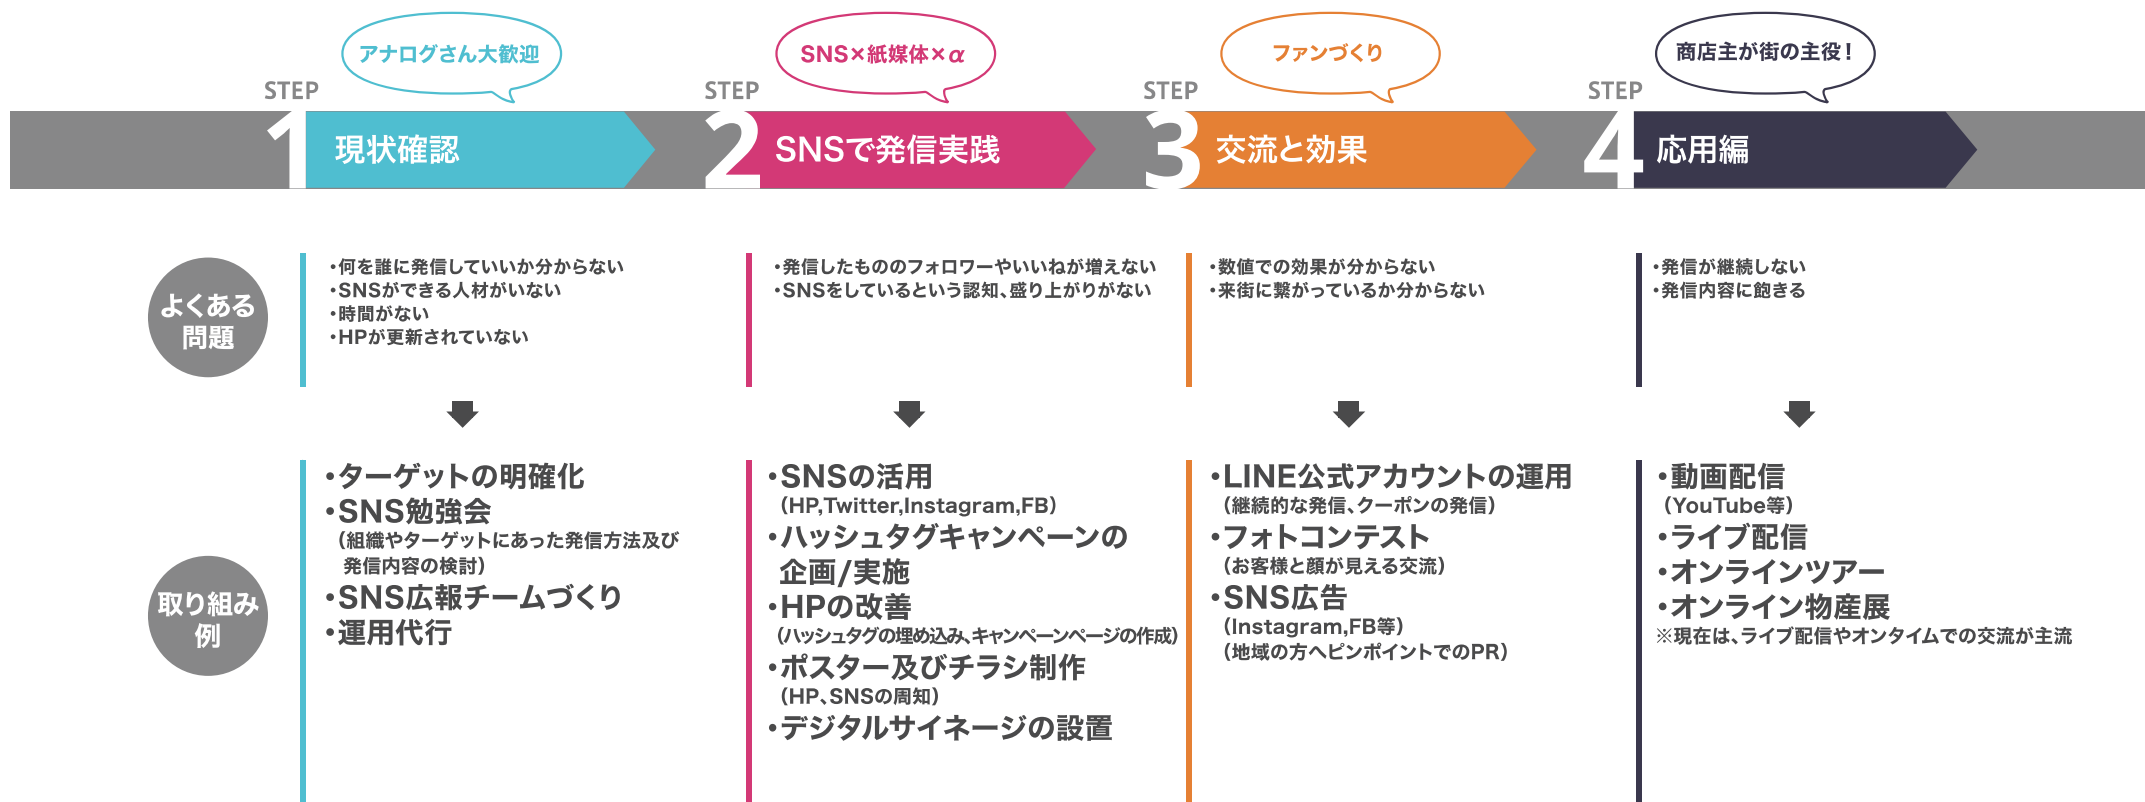 アナログさん大歓迎
STEP
1 現状確認
SNS×紙媒体×α
STEP
2 SNSで発信実践
ファンづくり
STEP
3 交流と効果
商店主が街の主役！
STEP
4 応用編
よくある
問題
・何を誰に発信していいか分からない
・SNSができる人材がいない
・時間がない
・HPが更新されていない
・発信したもののフォロワーやいいねが増えない
・SNSをしているという認知、盛り上がりがない
・数値での効果が分からない
・来街に繋がっているか分からない
・発信が継続しない
・発信内容に飽きる
取り組み
例
・ターゲットの明確化
・SNS勉強会
（組織やターゲットにあった発信方法及び
発信内容の検討）
・SNS広報チームづくり
・運用代行
・SNSの活用
（HP,Twitter,Instagram,FB）
・ハッシュタグキャンペーンの
企画/実施
・HPの改善
（ハッシュタグの埋め込み、キャンペーンページの作成）
・ポスター及びチラシ制作
（HP、SNSの周知）
・デジタルサイネージの設置
・LINE公式アカウントの運用
（継続的な発信、クーポンの発信）
・フォトコンテスト
（お客様と顔が見える交流）
・SNS広告
（Instagram,FB等）
（地域の方へピンポイントでのPR）
・動画配信
（YouTube等）
・ライブ配信
・オンラインツアー
・オンライン物産展
※現在は、ライブ配信やオンタイムでの交流が主流